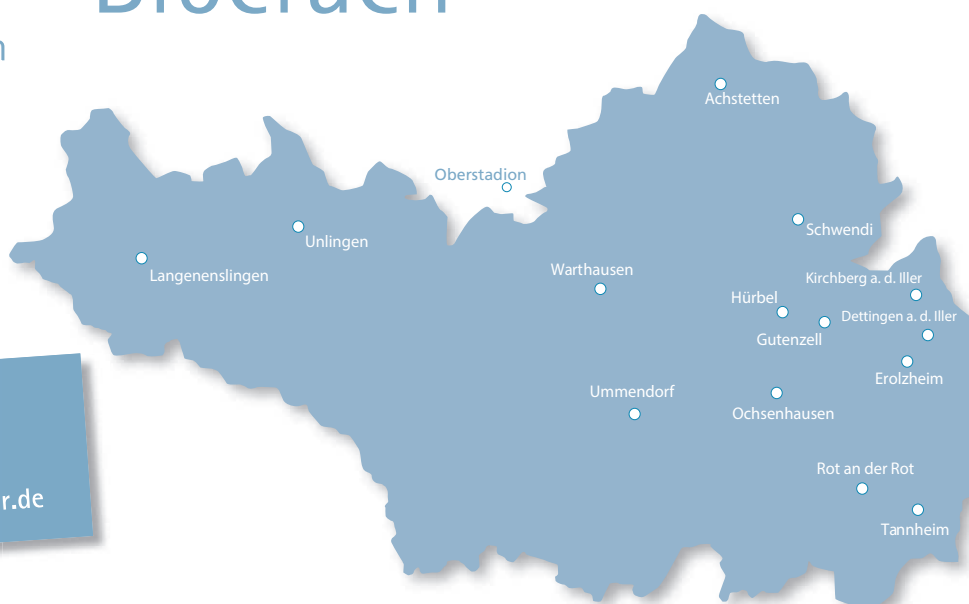 Biberach
n
Achstetten
Oberstadion
Schwendi
Unlingen
Langenenslingen
Warthausen
Kirchberg a. d. Iller
Hürbel
Dettingen a. d. Iller
Gutenzell
Erolzheim
Ummendorf
Ochsenhausen
Rot an der Rot
r.de
Tannheim